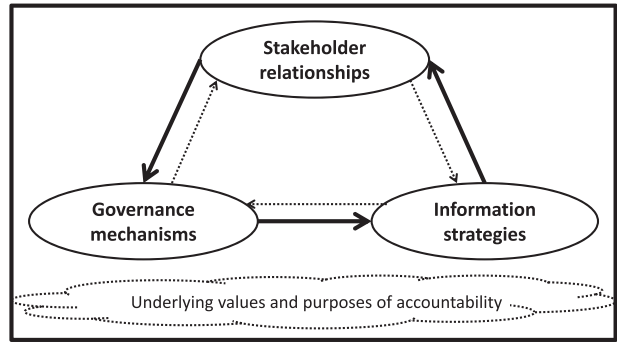 Stakeholder
relationships
Governance
mechanisms
Information
strategies
Underlying values and purposes of accountability